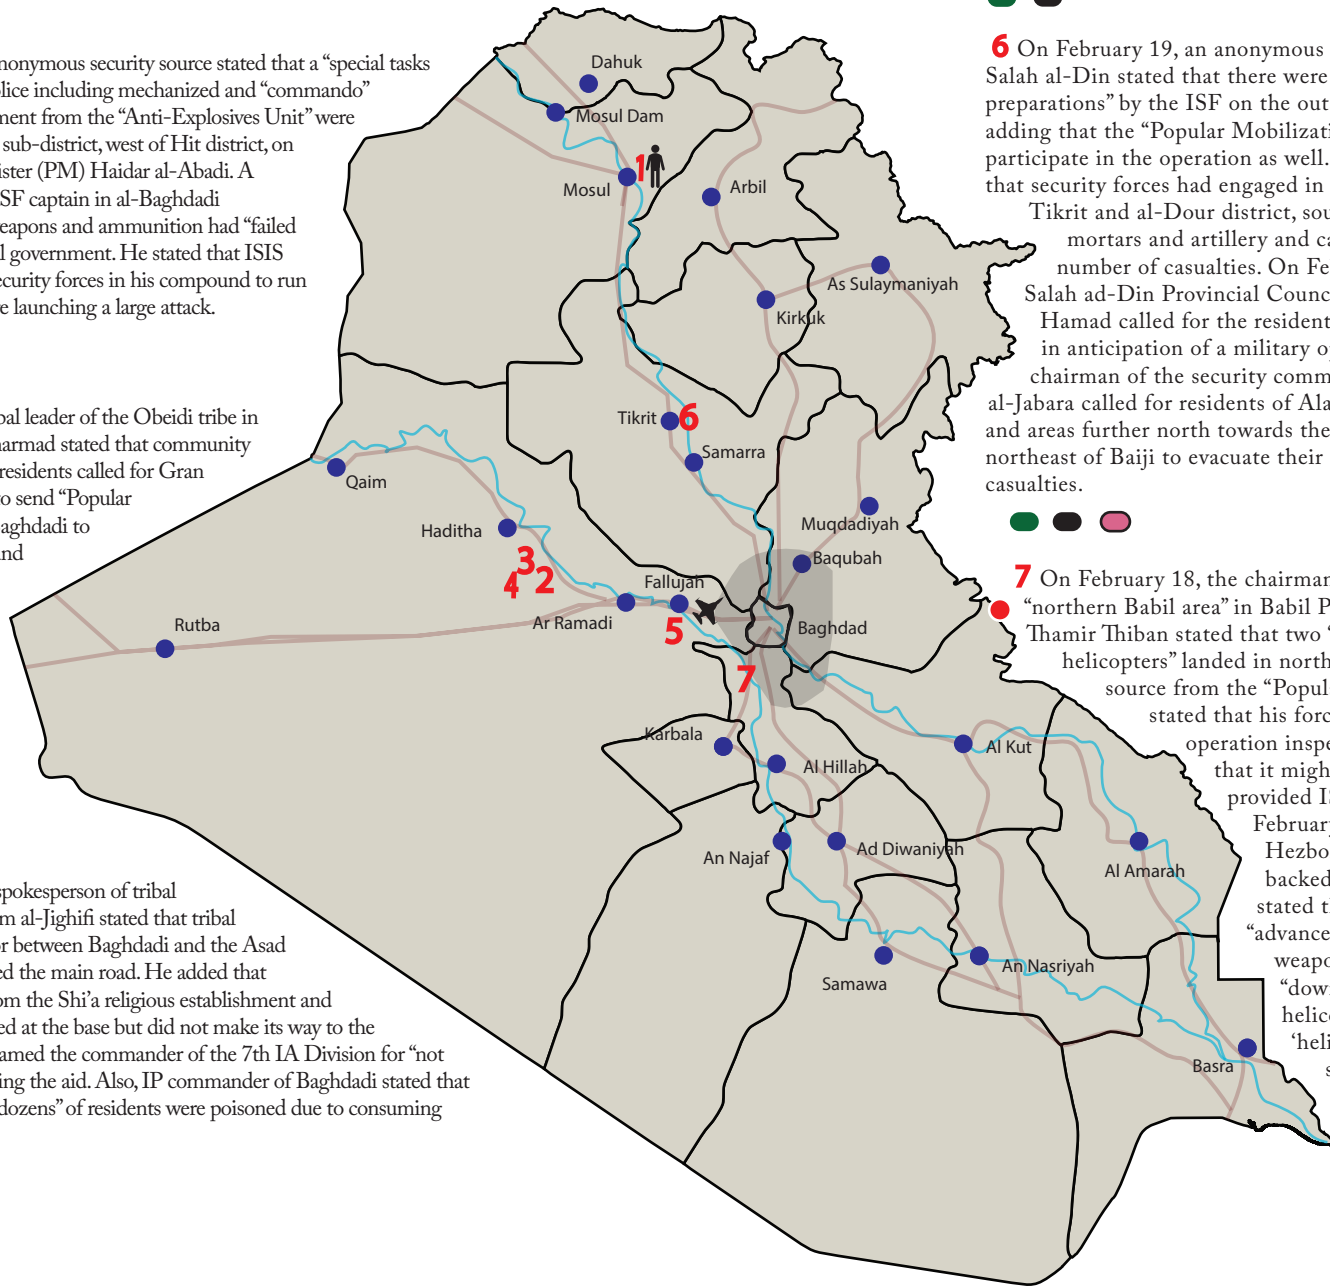 nonymous security source stated that a “special tasks
lice including mechanized and “commando”
ment from the “Anti-Explosives Unit” were
sub-district, west of Hit district, on
ister (PM) Haidar al-Abadi. A
SF captain in al-Baghdadi
eapons and ammunition had “failed
l government. He stated that ISIS
ecurity forces in his compound to run
e launching a large attack.
bal leader of the Obeidi tribe in
harmad stated that community
residents called for Gran
to send “Popular
aghdadi to
and
spokesperson of tribal
m al-Jighifi stated that tribal
or between Baghdadi and the Asad
ed the main road. He added that
om the Shi’a religious establishment and
ed at the base but did not make its way to the
amed the commander of the 7th IA Division for “not
ing the aid. Also, IP commander of Baghdadi stated that
dozens” of residents were poisoned due to consuming
Dahuk
Mosul Dam
1
Mosul
Arbil
As Sulaymaniyah
Kirkuk
Tikrit
6
Samarra
Qaim
Haditha
Muqdadiyah
Baqubah
3
4
2
Fallujah
Ar Ramadi
5
Baghdad
Rutba
7
Karbala
Al Kut
Al Hillah
An Najaf
Ad Diwaniyah
Al Amarah
Samawa
An Nasriyah
Basra
6 On February 19, an anonymous
Salah al-Din stated that there were
preparations” by the ISF on the out
adding that the “Popular Mobilizati
participate in the operation as well.
that security forces had engaged in
Tikrit and al-Dour district, sou
mortars and artillery and ca
number of casualties. On Fe
Salah ad-Din Provincial Counc
Hamad called for the resident
in anticipation of a military op
chairman of the security comm
al-Jabara called for residents of Ala
and areas further north towards the
northeast of Baiji to evacuate their
casualties.
7 On February 18, the chairman
“northern Babil area” in Babil P
Thamir Thiban stated that two “
helicopters” landed in north
source from the “Popul
stated that his forc
operation inspe
that it might
provided IS
February
Hezbo
backed
stated th
“advance
weapo
“down
helico
‘heli
s